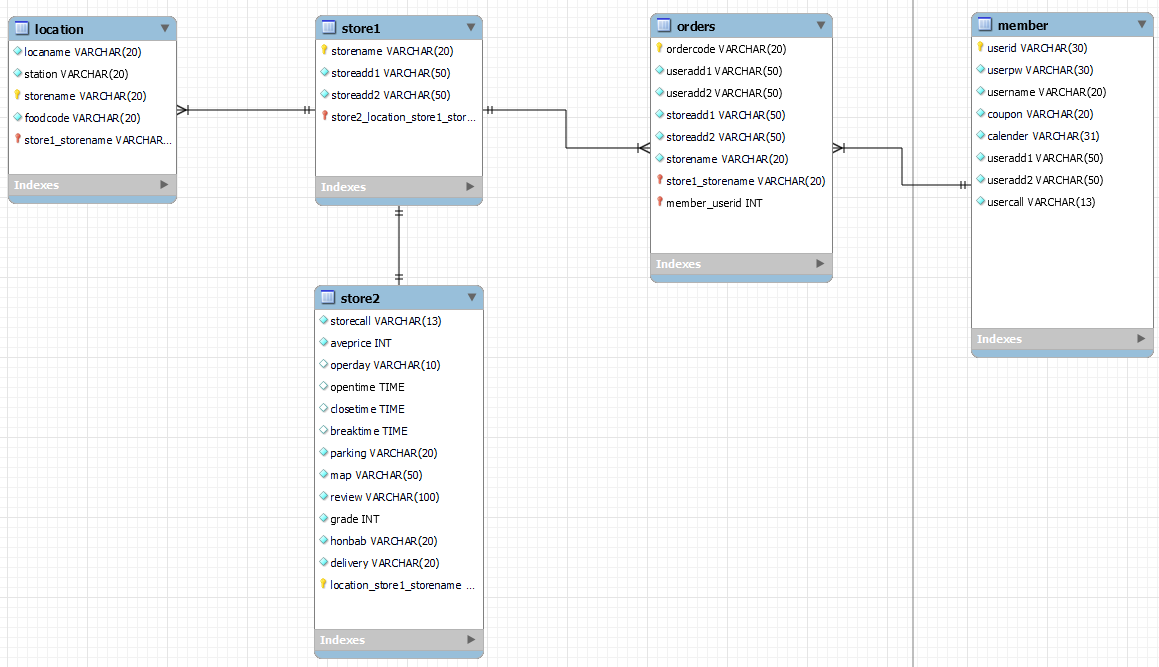 location
locaname VARCHAR(20)
station VARCHAR(20)
storename VARCHAR(20)
foodcode VARCHAR(20)
store1_storename VARCHAR...
Indexes
store1
storename VARCHAR(20)
storeadd1 VARCHAR(50)
storeadd2 VARCHAR(50)
store2_location_store1_stor...
Indexes
orders
ordercode VARCHAR(20)
useradd1 VARCHAR(50)
useradd2 VARCHAR(50)
storeadd1 VARCHAR(50)
storeadd2 VARCHAR(50)
storename VARCHAR(20)
store1_storename VARCHAR(20)
member_userid INT
Indexes
member
userid VARCHAR(30)
userpw VARCHAR(30)
username VARCHAR(20)
coupon VARCHAR(20)
calender VARCHAR(31)
useradd1 VARCHAR(50)
useradd2 VARCHAR(50)
usercall VARCHAR(13)
Indexes
store2
storecall VARCHAR(13)
aveprice INT
operday VARCHAR(10)
opentime TIME
closetime TIME
breaktime TIME
parking VARCHAR(20)
map VARCHAR(50)
review VARCHAR(100)
grade INT
honbab VARCHAR(20)
delivery VARCHAR(20)
location_store1_storename ...
Indexes